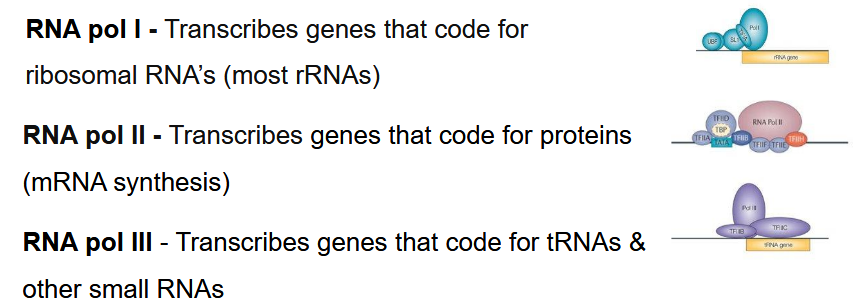 RNA pol I - Transcribes genes that code for
ribosomal RNA’s (most rRNAs)
UBF SL1 Pol I
rRNA gene
RNA pol II - Transcribes genes that code for proteins
(mRNA synthesis)
TFIID
TBP
RNA Pol II
TFIIA TATA TFIIB TFIIF TFIIE TFIIH
RNA pol III - Transcribes genes that code for tRNAs &
other small RNAs
Pol III
TFIIIB TFIIIC
tRNA gene